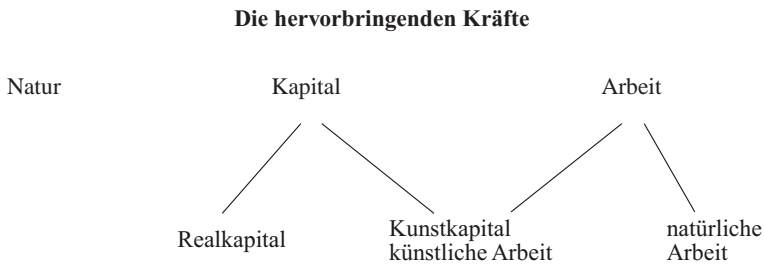 Die hervorbringenden Kräfte
Natur Kapital Arbeit
Realkapital
Kunstkapital
künstliche Arbeit
natürliche
Arbeit